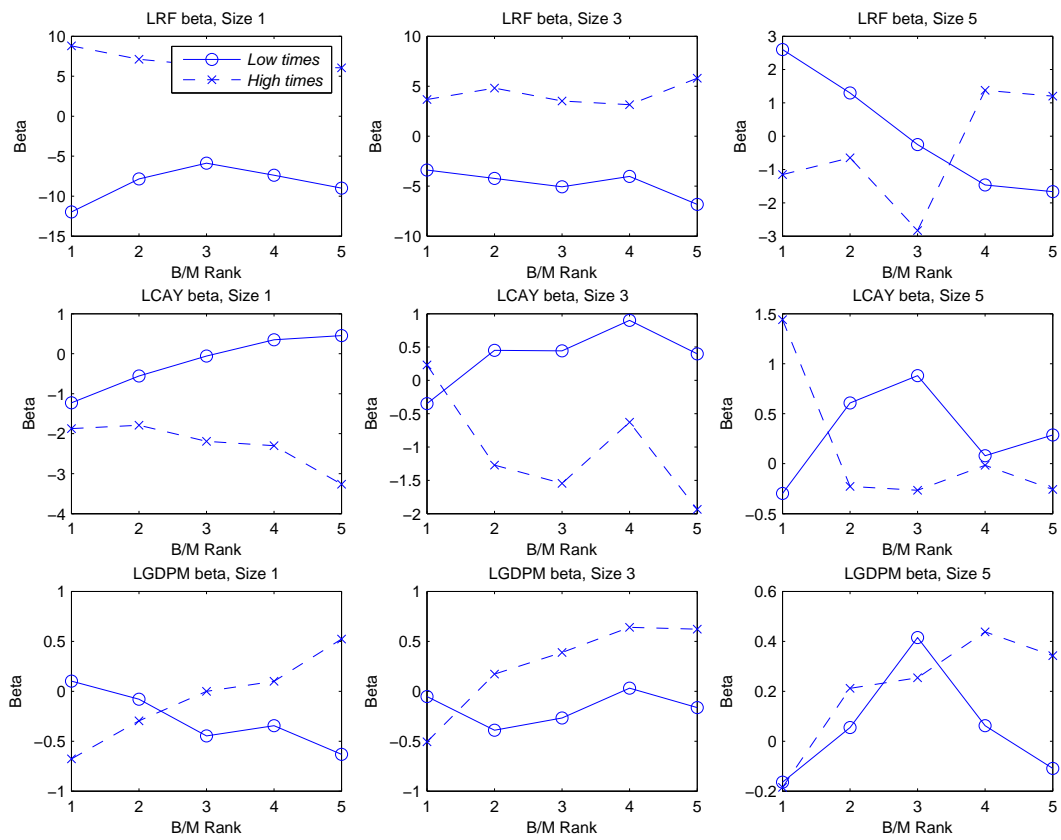 LRF beta, Size 1
10
5
0
−5
−10
−15
Beta
1 2 3 4 5
B/M Rank
Low times
High times
LRF beta, Size 3
10
5
0
−5
−10
Beta
1 2 3 4 5
B/M Rank
LRF beta, Size 5
3
2
1
0
−1
−2
−3
Beta
1 2 3 4 5
B/M Rank
LCAY beta, Size 1
1
0
−1
−2
−3
−4
Beta
1 2 3 4 5
B/M Rank
LCAY beta, Size 3
1
0.5
0
−0.5
−1
−1.5
−2
Beta
1 2 3 4 5
B/M Rank
LCAY beta, Size 5
1.5
1
0.5
0
−0.5
Beta
1 2 3 4 5
B/M Rank
LGDPM beta, Size 1
1
0.5
0
−0.5
−1
Beta
1 2 3 4 5
B/M Rank
LGDPM beta, Size 3
1
0.5
0
−0.5
−1
Beta
1 2 3 4 5
B/M Rank
LGDPM beta, Size 5
0.6
0.4
0.2
0
−0.2
Beta
1 2 3 4 5
B/M Rank